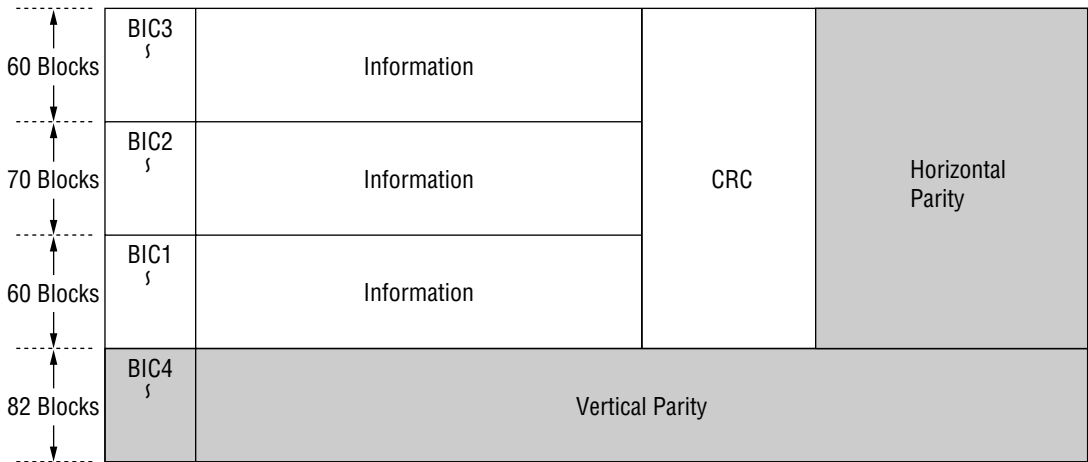 60 Blocks
BIC3
Information
70 Blocks
BIC2
Information
CRC
Horizontal
Parity
60 Blocks
BIC1
Information
82 Blocks
BIC4
Vertical Parity